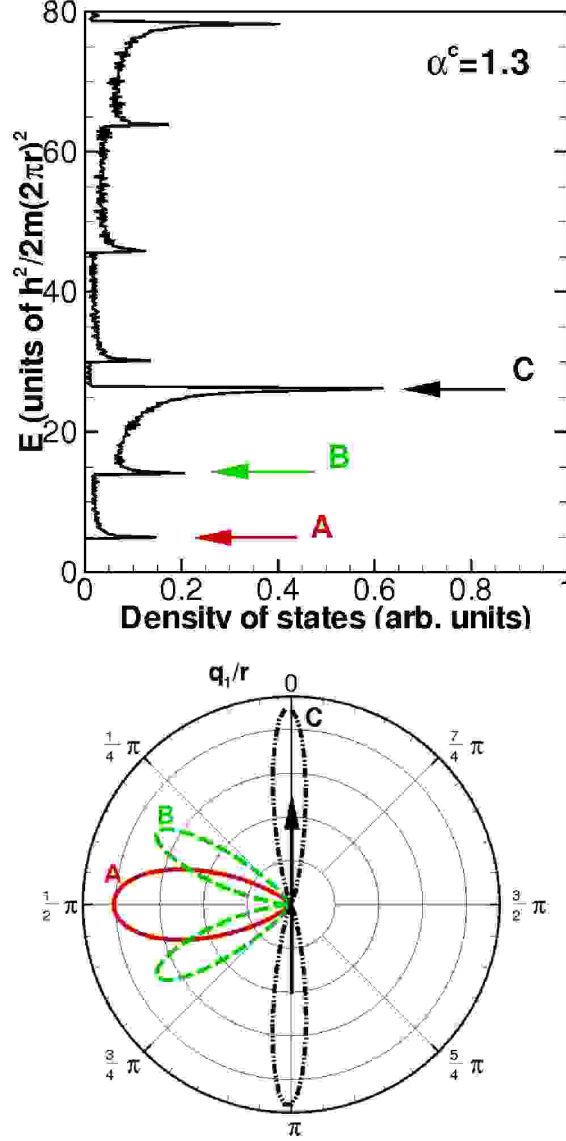 80
α^c=1.3
60
E (units of h²/2m(2πr)²
40
C
20
B
A
0
0 0.2 0.4 0.6 0.8 1
Density of states (arb. units)
q₁/r
0
C
1/4 π
7/4 π
B
A
1/2 π
3/2 π
3/4 π
5/4 π
π